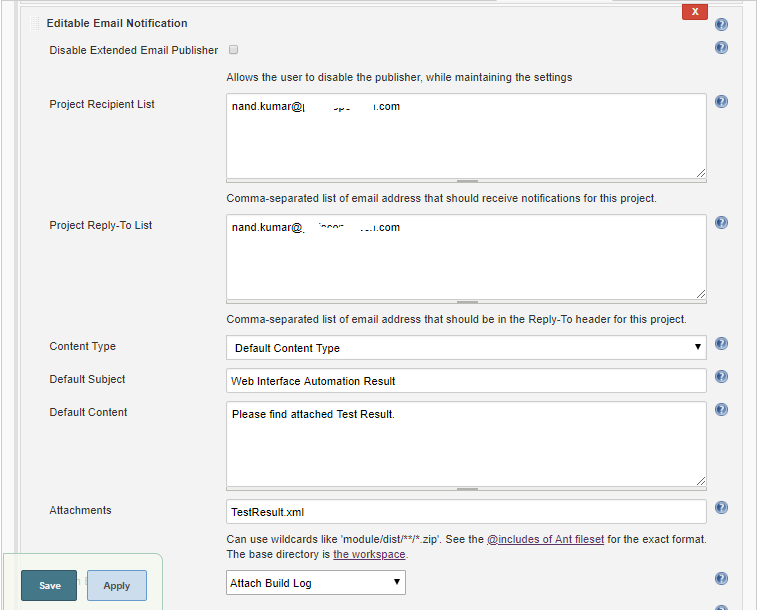 Editable Email Notification
X
Disable Extended Email Publisher
Allows the user to disable the publisher, while maintaining the settings
Project Recipient List
nand.kumar@ .com
Comma-separated list of email address that should receive notifications for this project.
Project Reply-To List
nand.kumar@ .com
Comma-separated list of email address that should be in the Reply-To header for this project.
Content Type
Default Content Type
Default Subject
Web Interface Automation Result
Default Content
Please find attached Test Result.
Attachments
TestResult.xml
Can use wildcards like 'module/dist/**/*.zip'. See the @includes of Ant fileset for the exact format.
The base directory is the workspace.
Save
Apply
Attach Build Log